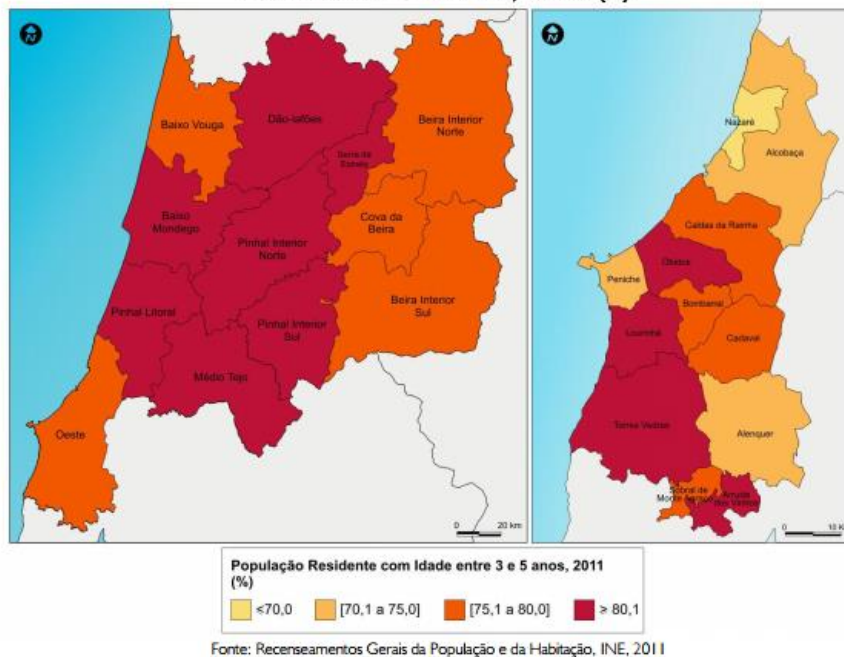 N
Baixo Vouga
Dão-lafões
Beira Interior
Norte
Serra da
Estrela
Baixo
Mondego
Cova da
Beira
Pinhal Interior
Norte
Pinhal Litoral
Pinhal Interior
Sul
Beira Interior
Sul
Médio Tejo
Oeste
0 20 km
N
Nazaré
Alcobaça
Caldas da Rainha
Óbidos
Peniche
Bombarral
Lourinhã
Cadaval
Torres Vedras
Alenquer
Sobral de
Monte Agraço
Arruda
dos Vinhos
0
População Residente com Idade entre 3 e 5 anos, 2011
(%)
≤70,0 [70,1 a 75,0] [75,1 a 80,0] ≥ 80,1
Fonte: Recenseamentos Gerais da População e da Habitação, INE, 2011